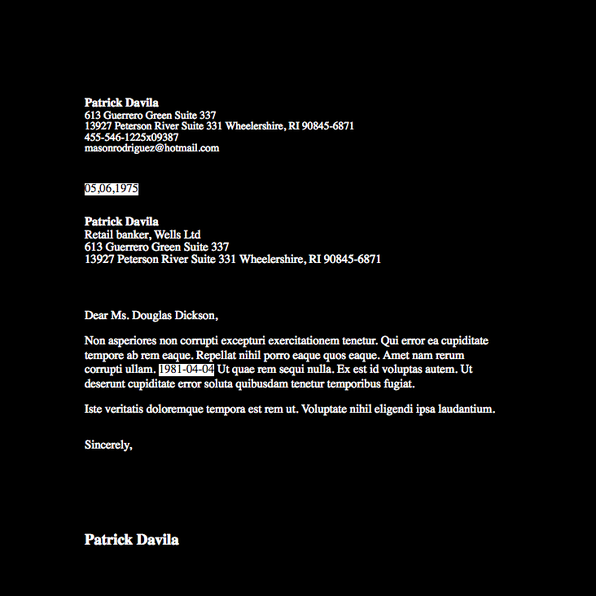 Patrick Davila
613 Guerrero Green Suite 337
13927 Peterson River Suite 331 Wheelershire, RI 90845-6871
455-546-1225x09387
masonrodriguez@hotmail.com
05,06,1975
Patrick Davila
Retail banker, Wells Ltd
613 Guerrero Green Suite 337
13927 Peterson River Suite 331 Wheelershire, RI 90845-6871
Dear Ms. Douglas Dickson,
Non asperiores non corrupti excepturi exercitationem tenetur. Qui error ea cupiditate
tempore ab rem eaque. Repellat nihil porro eaque quos eaque. Amet nam rerum
corrupti ullam. 1981-04-04 Ut quae rem sequi nulla. Ex est id voluptas autem. Ut
deserunt cupiditate error soluta quibusdam tenetur temporibus fugiat.
Iste veritatis doloremque tempora est rem ut. Voluptate nihil eligendi ipsa laudantium.
Sincerely,
Patrick Davila